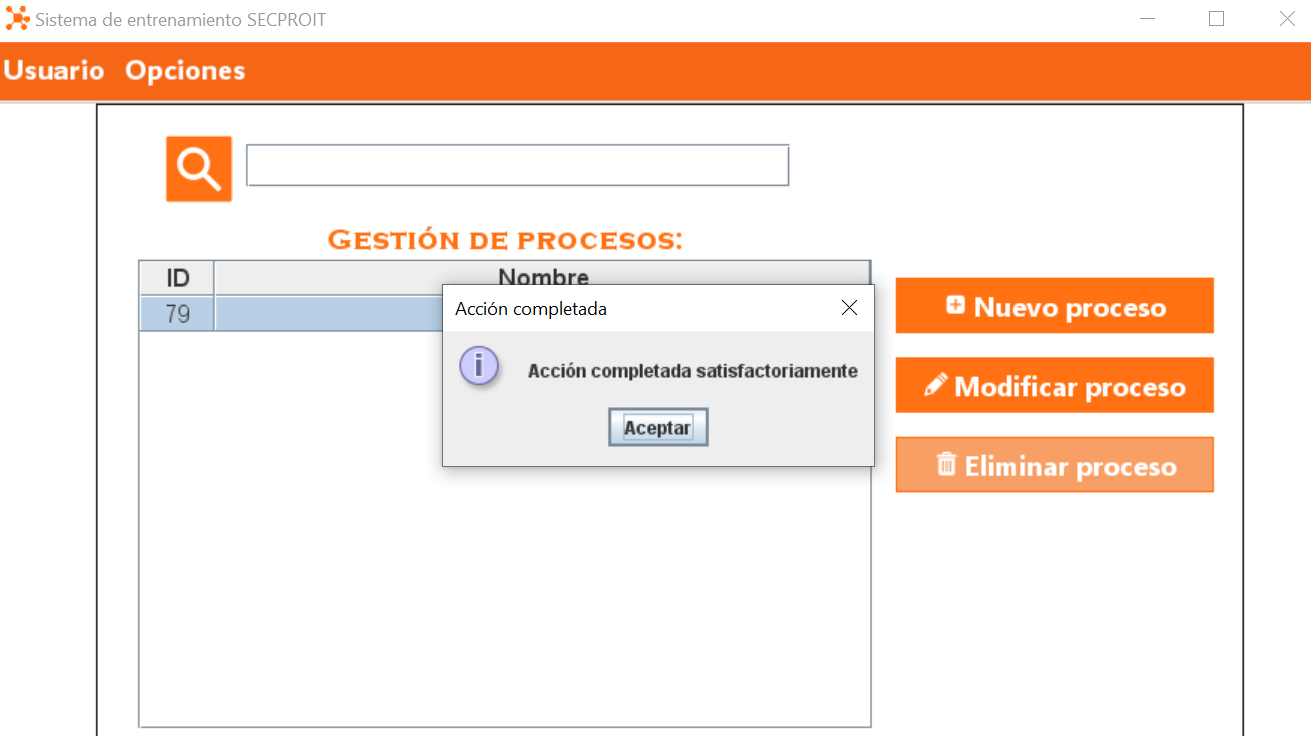 Sistema de entrenamiento SECPROIT
Usuario Opciones
GESTIÓN DE PROCESOS:
ID Nombre
79
Acción completada
Acción completada satisfactoriamente
Aceptar
Nuevo proceso
Modificar proceso
Eliminar proceso